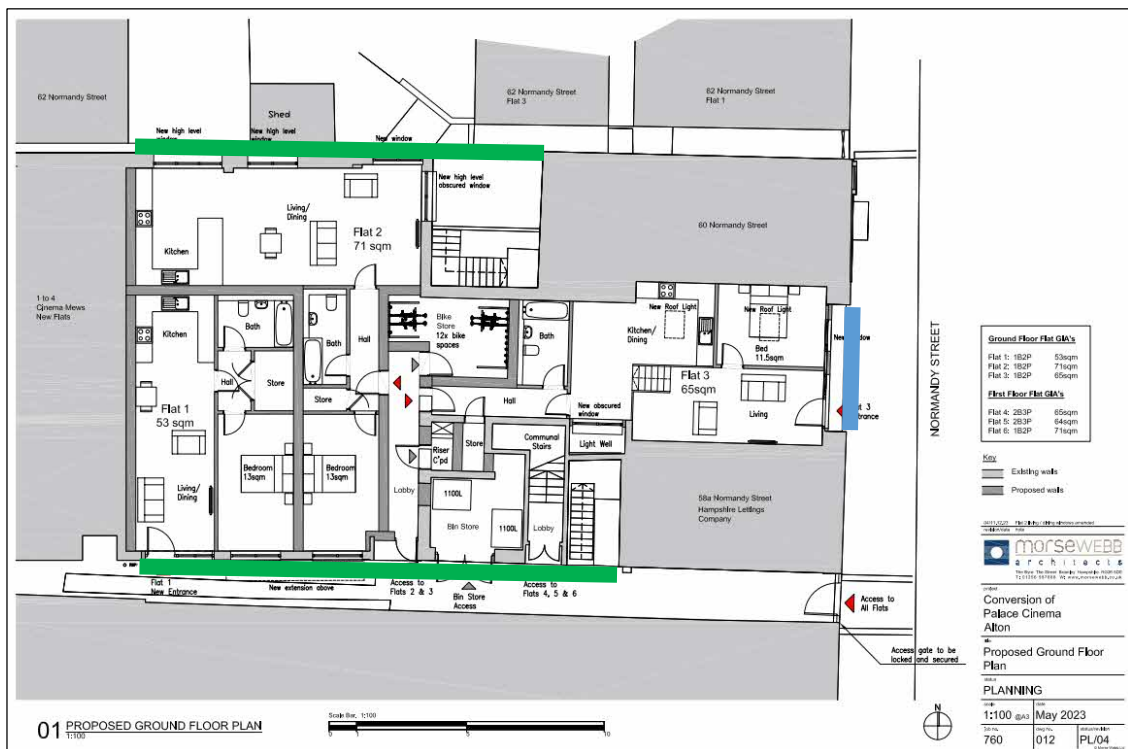 62 Normandy Street
Shed
62 Normandy Street
Flat 3
62 Normandy Street
Flat 1
New high level
window
New high level
window
New window
New high level
obscured window
Living/
Dining
Flat 2
71 sqm
Kitchen
60 Normandy Street
1 to 4
Cinema Mews
New Flats
Kitchen
Bath
Bath
Hall
Bike
Store
12x bike
spaces
Bath
Kitchen/
Dining
New Roof Light
New Roof Light
Bed
11.5sqm
Hall
Store
Store
Flat 1
53 sqm
Hall
Flat 3
65sqm
Living
Flat 3
Entrance
New obscured
window
Light Well
Store
Riser
C'pd
Communal
Stairs
Bedroom
13sqm
Bedroom
13sqm
Living/
Dining
Lobby
1100L
Bin Store
1100L
Lobby
58a Normandy Street
Hampshire Lettings
Company
NORMANDY STREET
Flat 1
New Entrance
New extension above
Access to
Flats 2 & 3
Bin Store
Access
Access to
Flats 4, 5 & 6
Access to
All Flats
Access gate to be
locked and secured
Ground Floor Flat GIA's
Flat 1: 1B2P 53sqm
Flat 2: 1B2P 71sqm
Flat 3: 1B2P 65sqm
First Floor Flat GIA's
Flat 4: 2B3P 65sqm
Flat 5: 2B3P 64sqm
Flat 6: 1B2P 71sqm
Key
Existing walls
Proposed walls
morseWEBB
architects
project
Conversion of
Palace Cinema
Alton
title
Proposed Ground Floor
Plan
status
PLANNING
scale
1:100 @A3
date
May 2023
760
012
PL/04
N
01 PROPOSED GROUND FLOOR PLAN
1:100
Scale Bar, 1:100
0 1 5 10